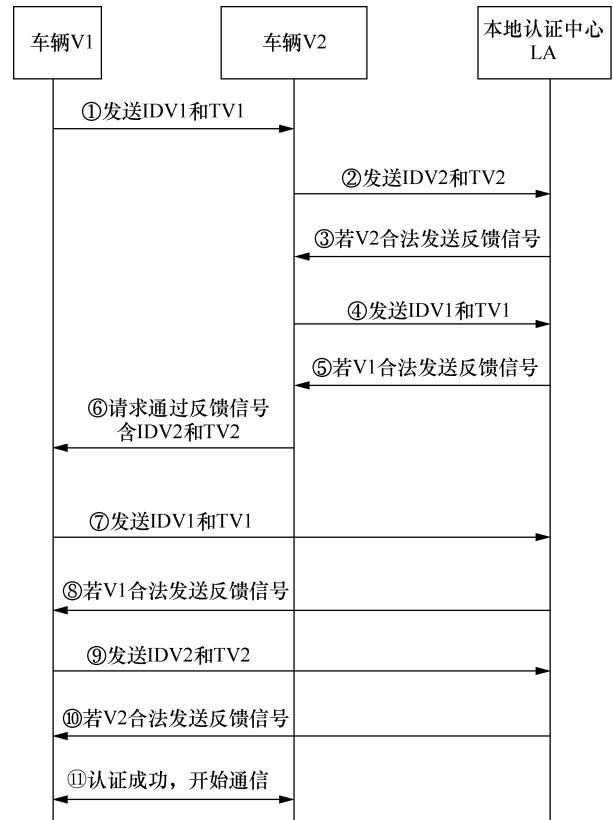 车辆V1
车辆V2
本地认证中心
LA
①发送IDV1和TV1
②发送IDV2和TV2
③若V2合法发送反馈信号
④发送IDV1和TV1
⑤若V1合法发送反馈信号
⑥请求通过反馈信号
含IDV2和TV2
⑦发送IDV1和TV1
⑧若V1合法发送反馈信号
⑨发送IDV2和TV2
⑩若V2合法发送反馈信号
⑪认证成功，开始通信